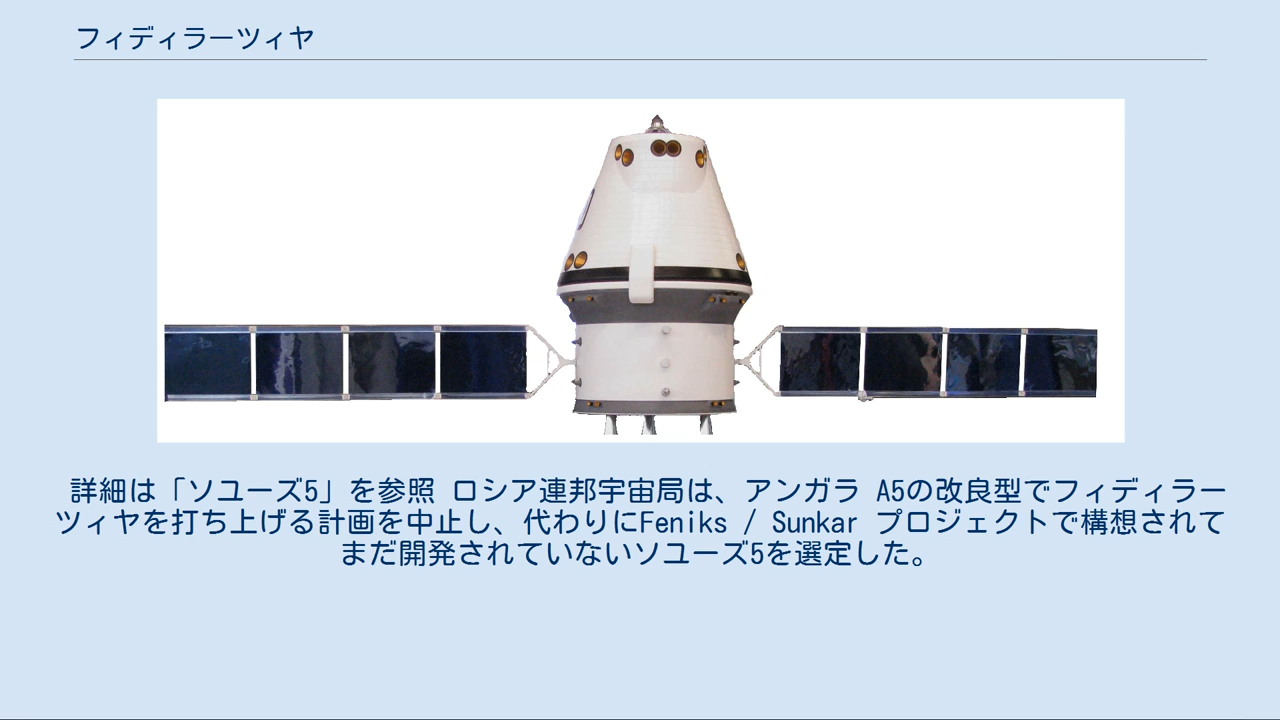 フィディラーツィヤ
詳細は「ソユーズ5」を参照 ロシア連邦宇宙局は、アンガラ A5の改良型でフィディラー
ツィヤを打ち上げる計画を中止し、代わりにFeniks / Sunkar プロジェクトで構想されて
まだ開発されていないソユーズ5を選定した。